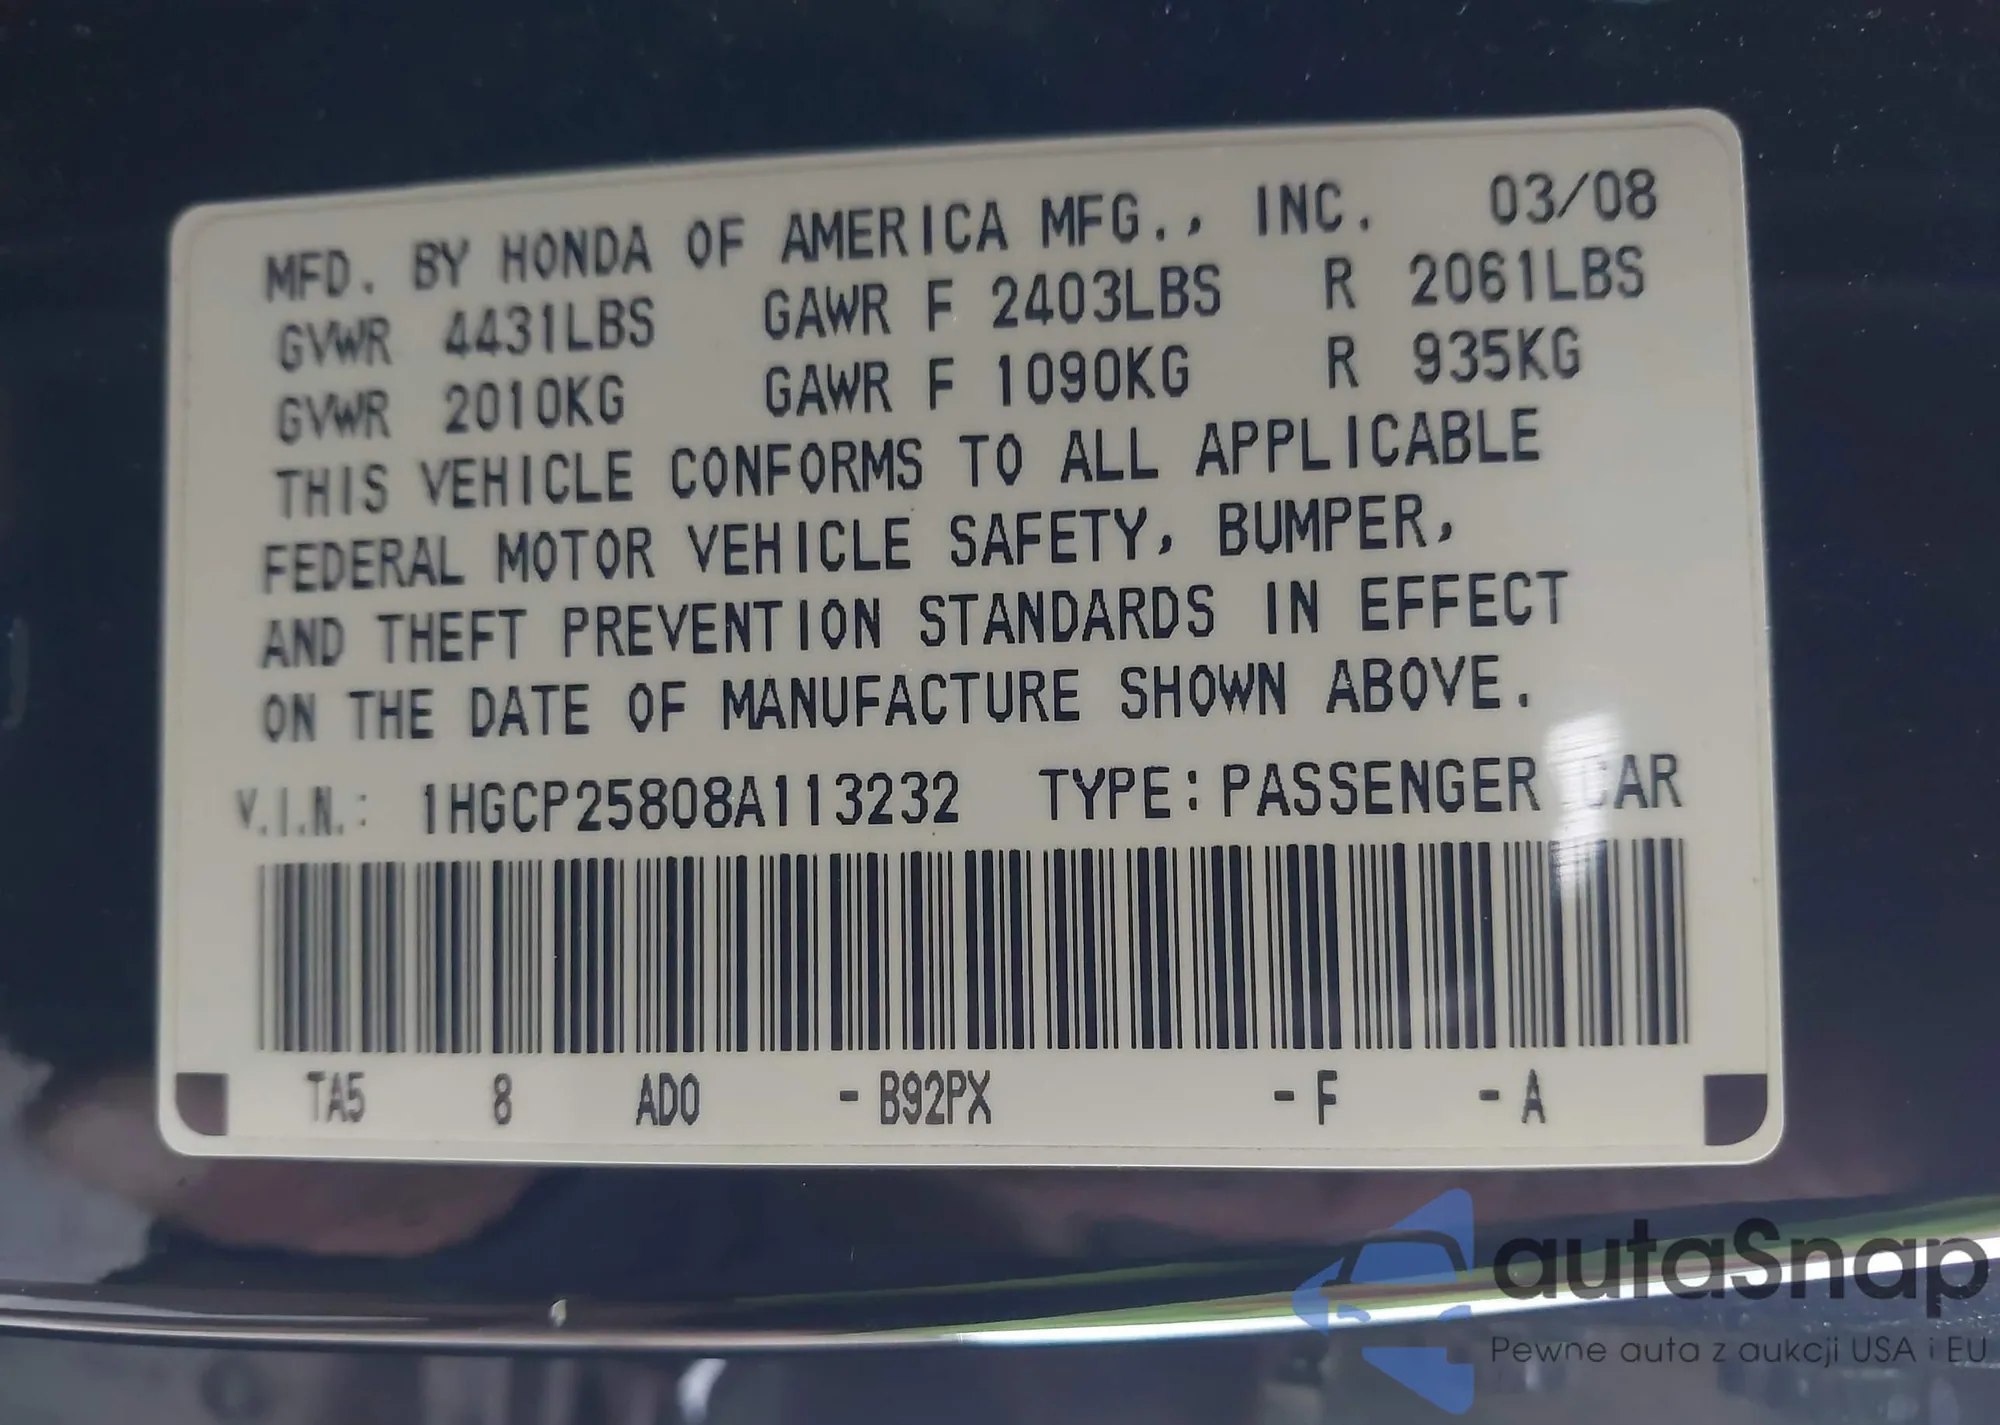 MFD. BY HONDA OF AMERICA MFG., INC. 03/08
GVWR 4431LBS GAWR F 2403LBS R 2061LBS
GVWR 2010KG GAWR F 1090KG R 935KG
THIS VEHICLE CONFORMS TO ALL APPLICABLE
FEDERAL MOTOR VEHICLE SAFETY, BUMPER,
AND THEFT PREVENTION STANDARDS IN EFFECT
ON THE DATE OF MANUFACTURE SHOWN ABOVE.
V.I.N.: 1HGCP25808A113232 TYPE: PASSENGER CAR
TA5 8 AD0 - B92PX - F - A
autaSnap
Pewne auta z aukcji USA i EU